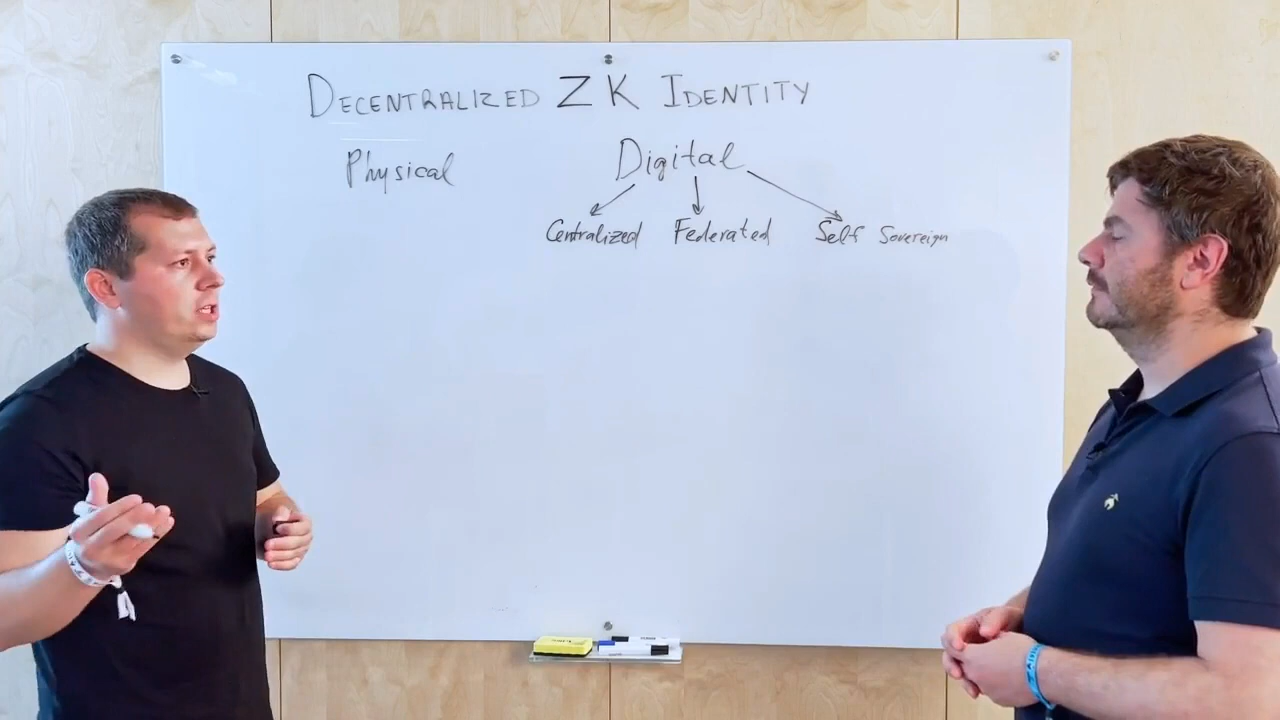 DECENTRALIZED ZK IDENTITY
Physical Digital
Centralized Federated Self Sovereign